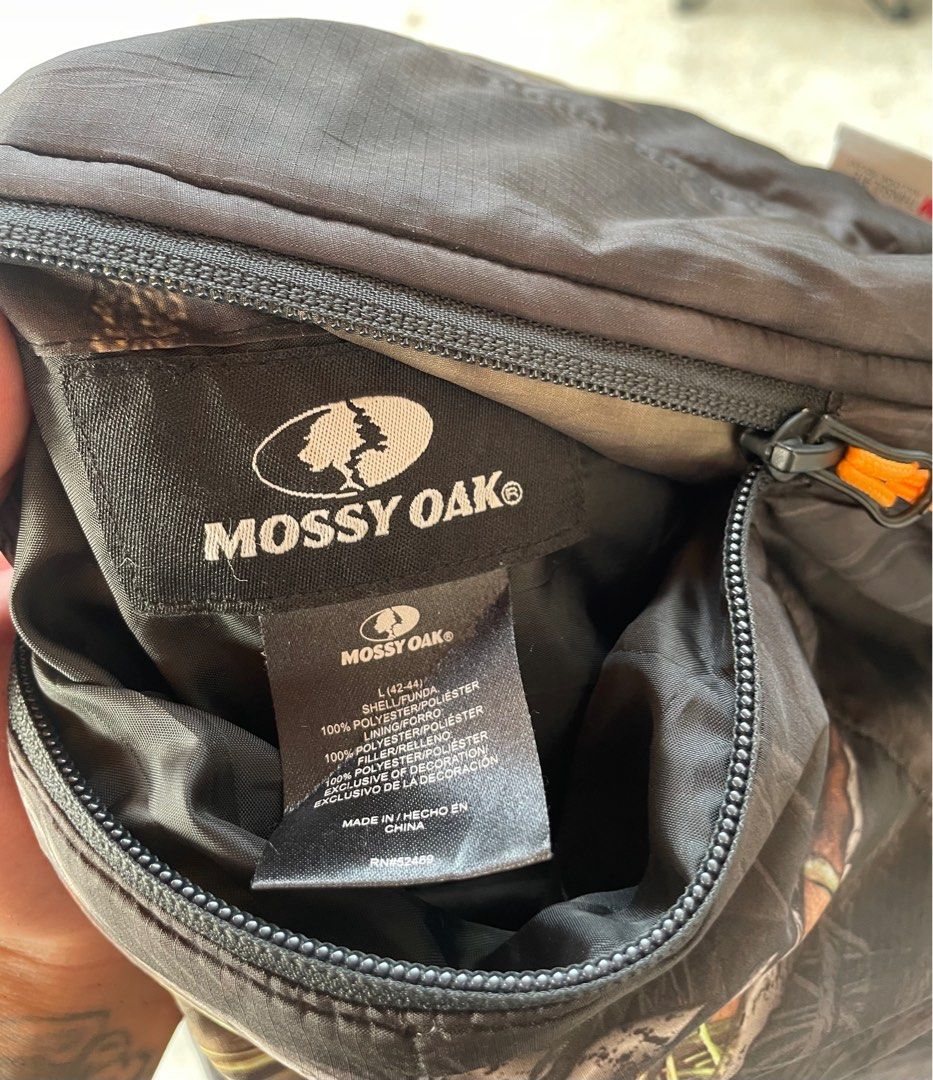 MOSSY OAK®
MOSSY OAK®
L (42-44)
SHELL/FUNDA
100% POLYESTER/POLIÉSTER
LINING/FORRO
100% POLYESTER/POLIÉSTER
FILLER/RELLENO
100% POLYESTER/POLIÉSTER
EXCLUSIVE OF DECORATION/
EXCLUSIVO DE LA DECORACIÓN
MADE IN / HECHO EN
CHINA
RN#52469